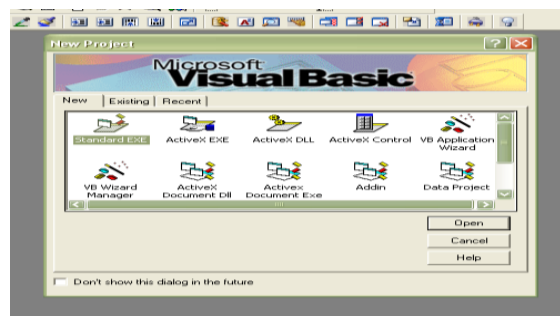 New Project
Microsoft
Visual Basic
New Existing Recent
Standard EXE ActiveX EXE ActiveX DLL ActiveX Control VB Application Wizard
VB Wizard Manager ActiveX Document Dll Activex Document Exe Addin Data Project
Open
Cancel
Help
Don't show this dialog in the future